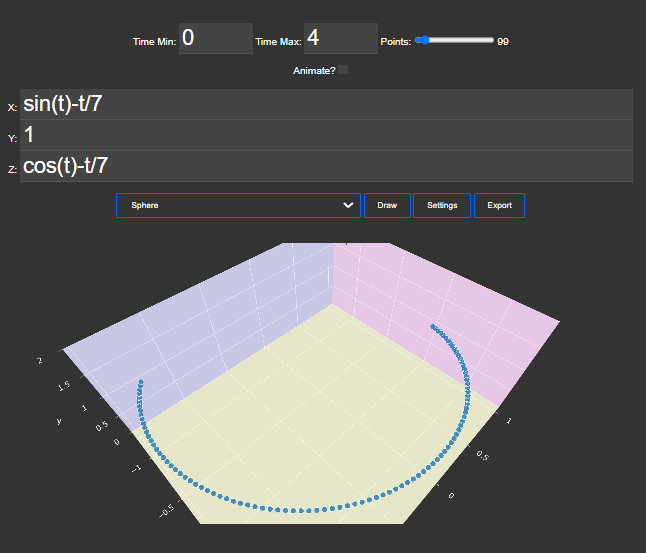 Time Min: 0 Time Max: 4 Points: 99
Animate?
X: sin(t)-t/7
Y: 1
Z: cos(t)-t/7
Sphere Draw Settings Export
2
1.5
1
y
0.5
0
−1
−0.5
1
0.5
0